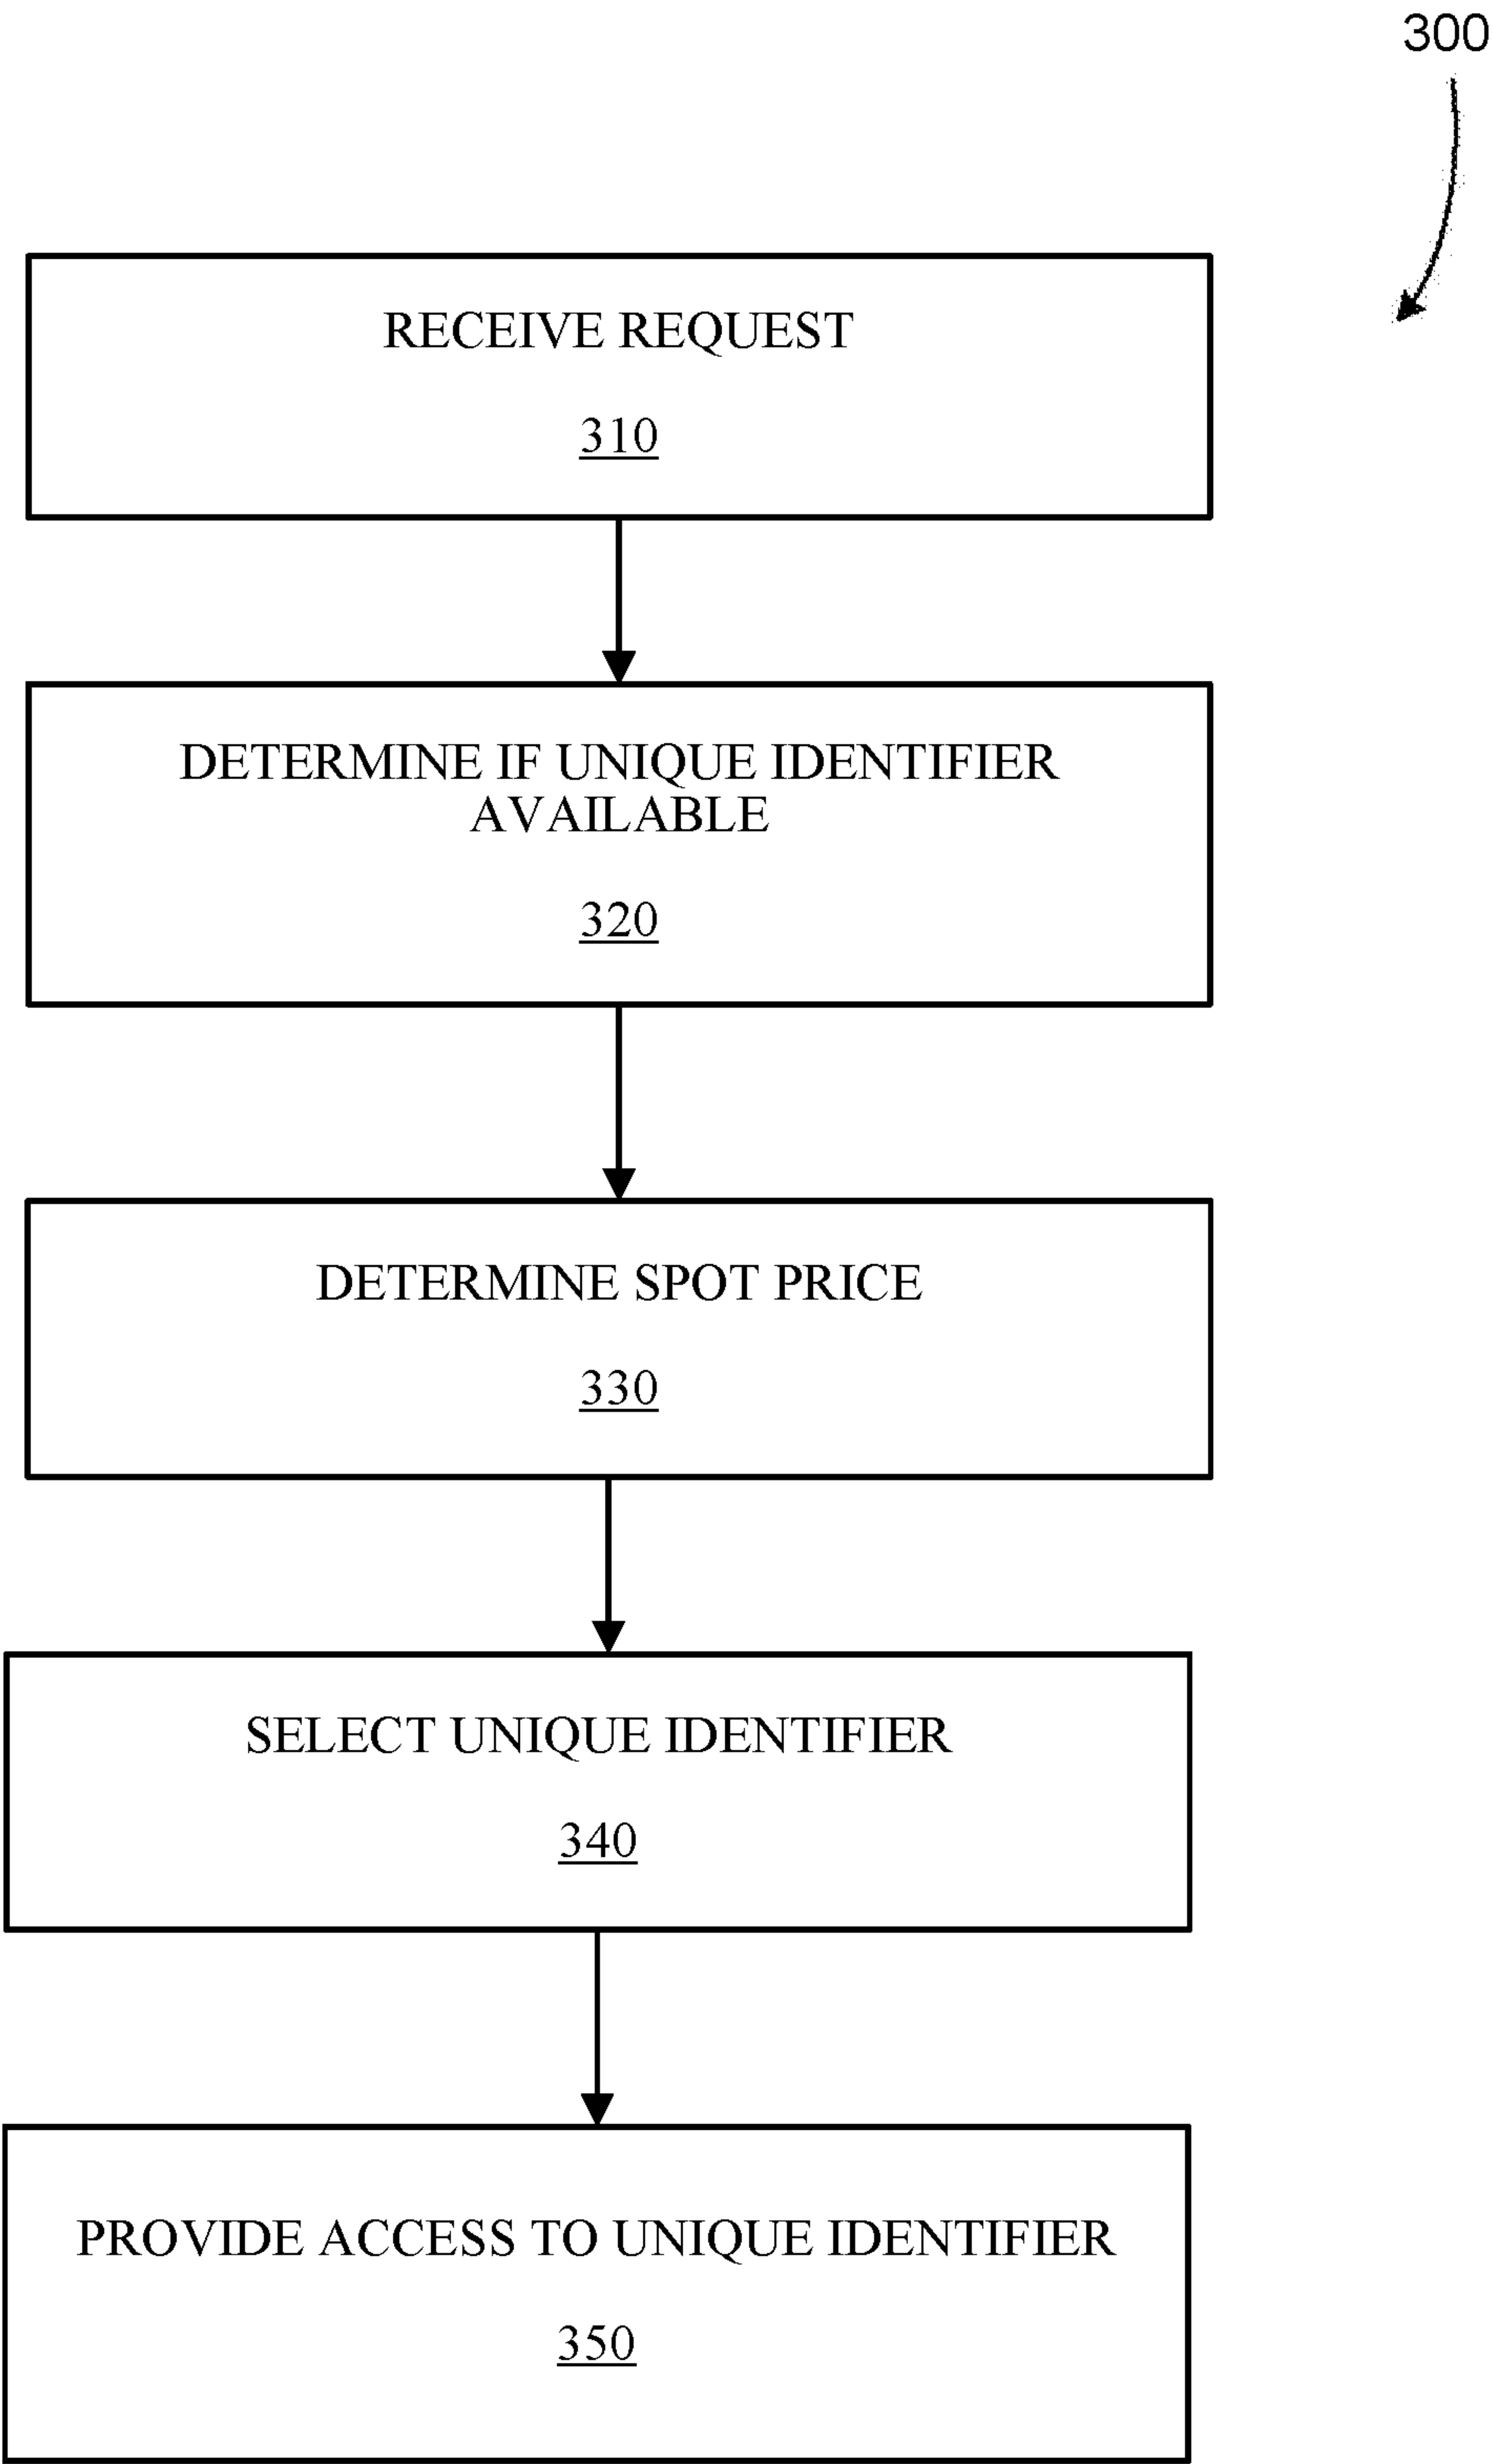 300
RECEIVE REQUEST
310
DETERMINE IF UNIQUE IDENTIFIER
AVAILABLE
320
DETERMINE SPOT PRICE
330
SELECT UNIQUE IDENTIFIER
340
PROVIDE ACCESS TO UNIQUE IDENTIFIER
350